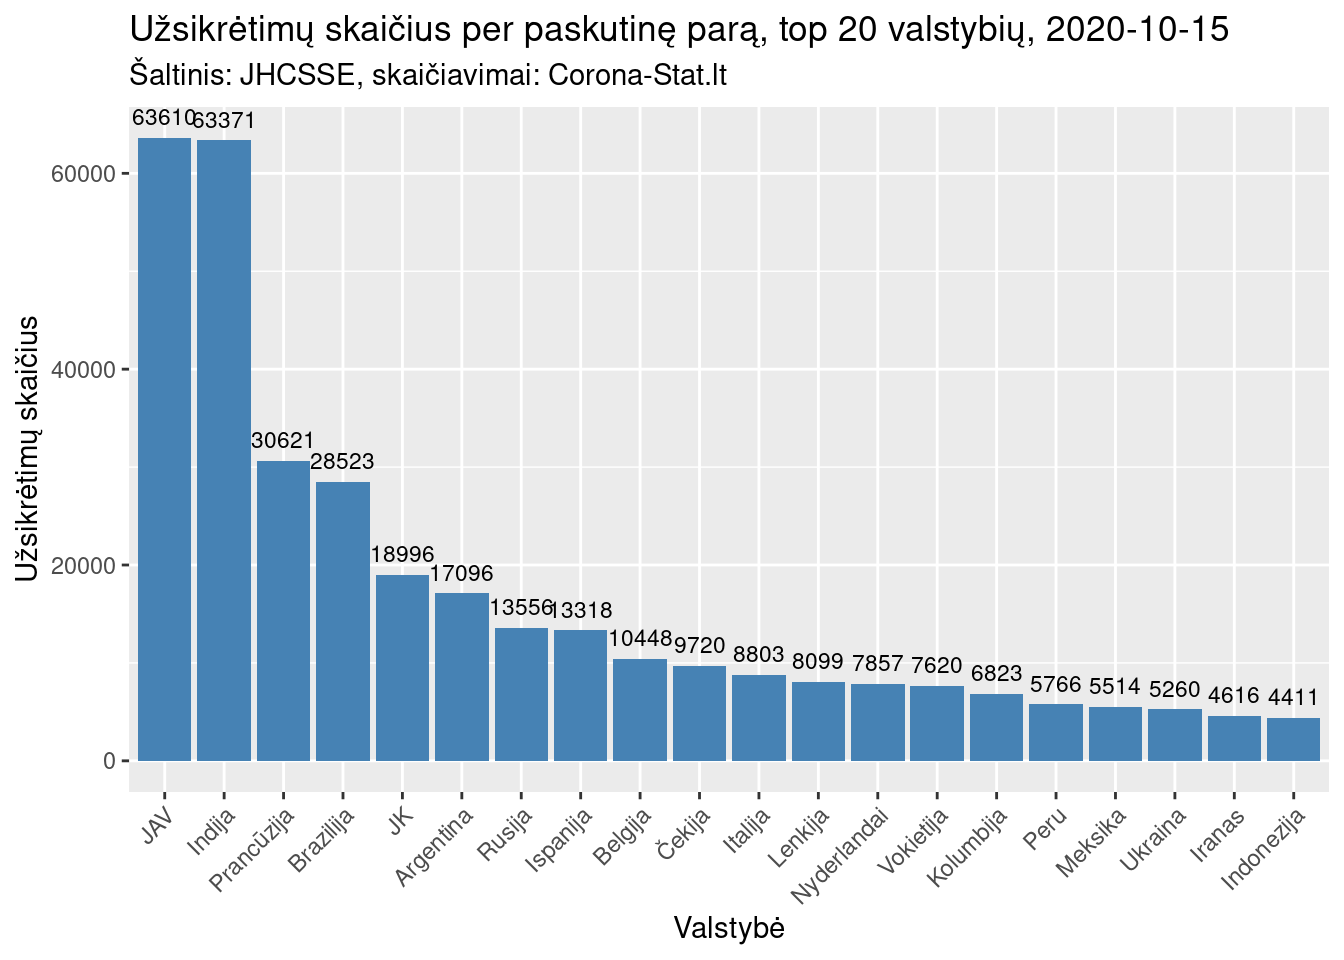 Užsikrėtimų skaičius per paskutinę parą, top 20 valstybių, 2020-10-15
Šaltinis: JHCSSE, skaičiavimai: Corona-Stat.lt
Užsikrėtimų skaičius
60000
40000
20000
0
63610
63371
30621
28523
18996
17096
13556
13318
10448
9720
8803
8099
7857
7620
6823
5766
5514
5260
4616
4411
JAV
Indija
Prancūzija
Brazilija
JK
Argentina
Rusija
Ispanija
Belgija
Čekija
Italija
Lenkija
Nyderlandai
Vokietija
Kolumbija
Peru
Meksika
Ukraina
Iranas
Indonezija
Valstybė